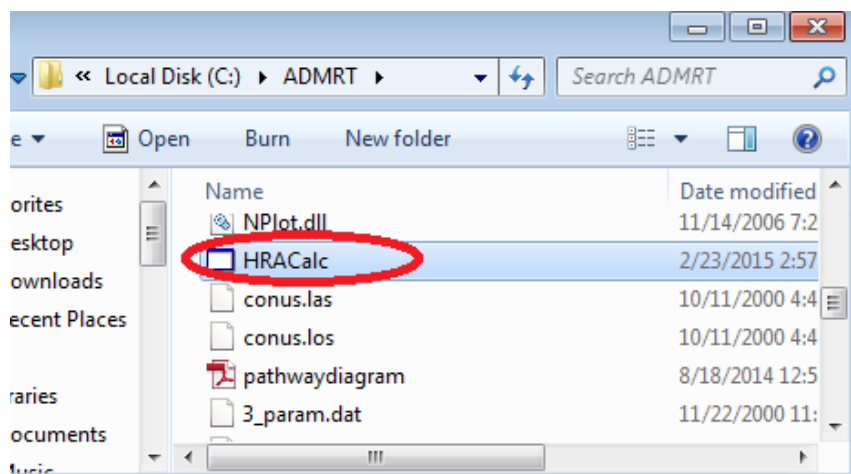 « Local Disk (C:) ▸ ADMRT ▸ Search ADMRT
Open Burn New folder
Name Date modified
NPlot.dll 11/14/2006 7:2
HRACalc 2/23/2015 2:57
conus.las 10/11/2000 4:4
conus.los 10/11/2000 4:4
pathwaydiagram 8/18/2014 12:5
3_param.dat 11/22/2000 11:
orites
esktop
ownloads
ecent Places
raries
ocuments